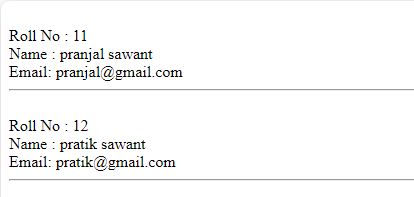 Roll No : 11
Name : pranjal sawant
Email: pranjal@gmail.com
Roll No : 12
Name : pratik sawant
Email: pratik@gmail.com